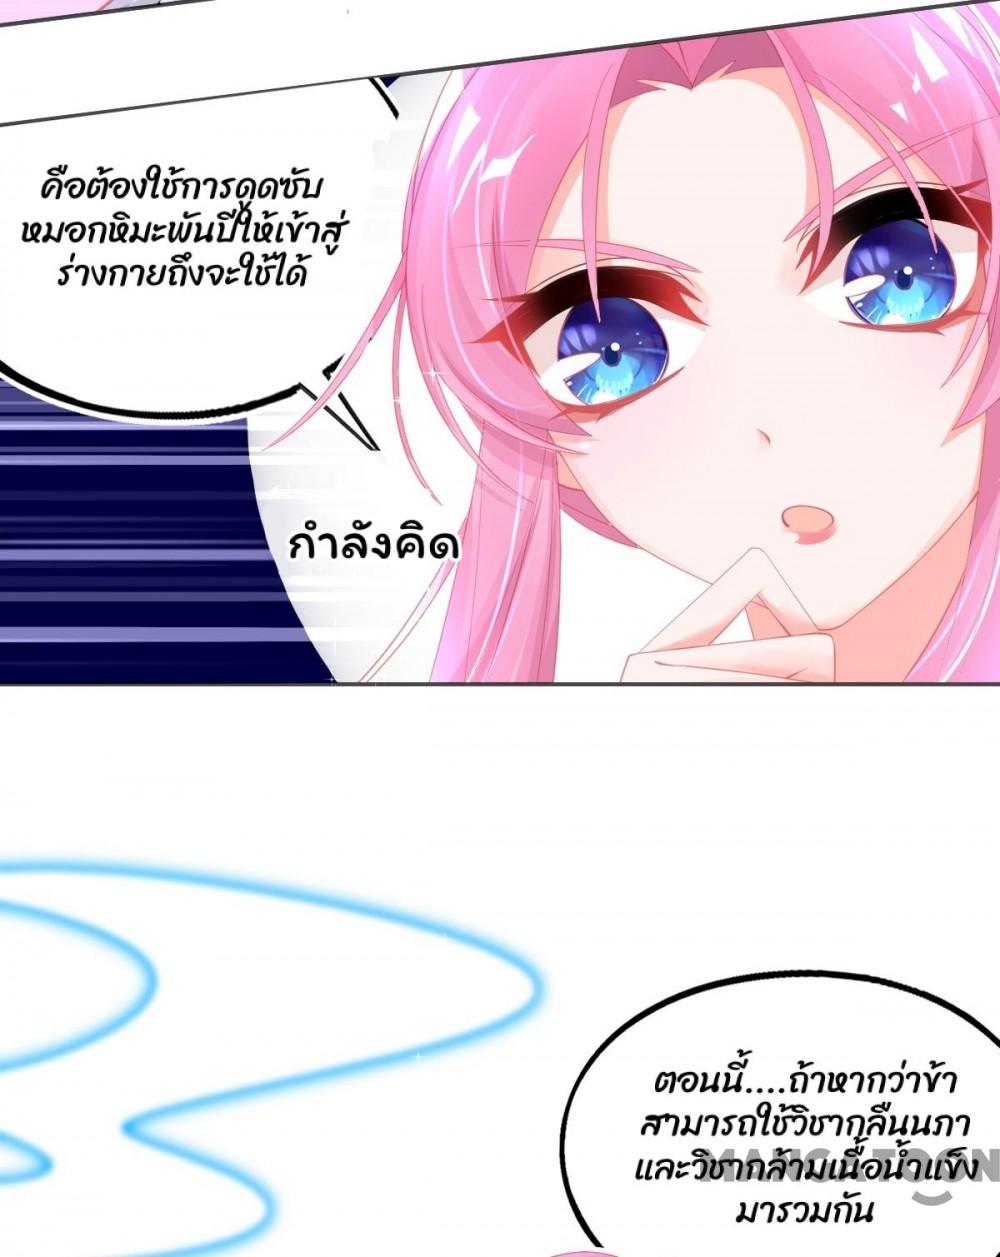 คือต้องใช้การดูดซับ
หมอกหิมะพันปีให้เข้าสู่
ร่างกายถึงจะใช้ได้
กำลังคิด
ตอนนี้....ถ้าหากว่าข้า
สามารถใช้วิชากลืนนภา
และวิชากล้ามเนื้อน้ำแข็ง
มารวมกัน
MANGATOON